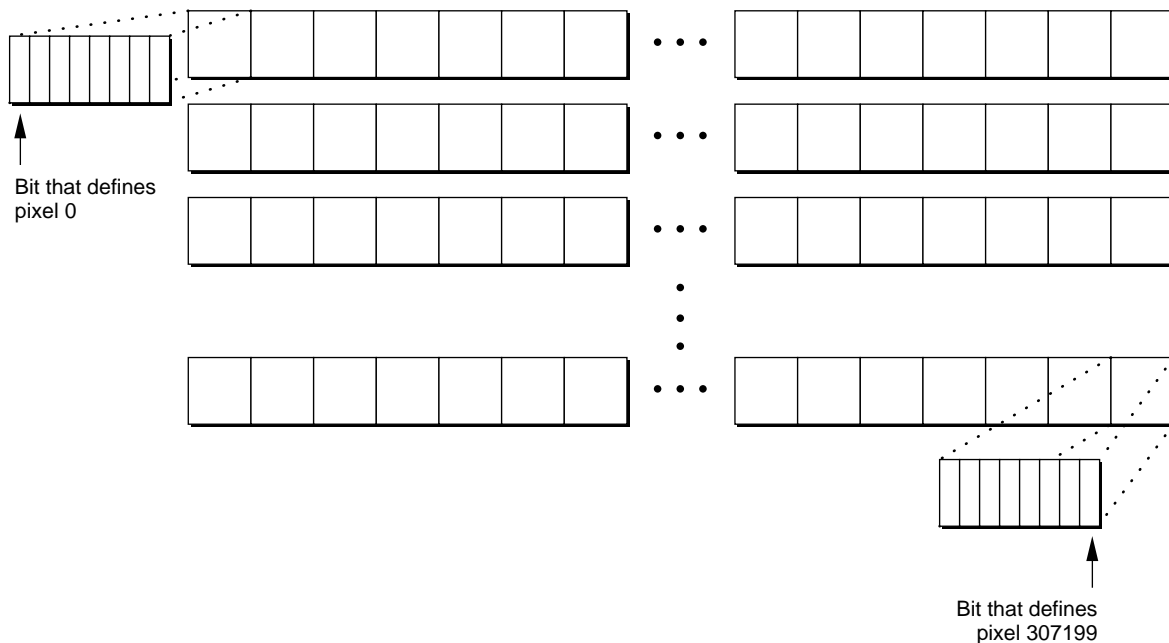 Bit that defines
pixel 0
Bit that defines
pixel 307199